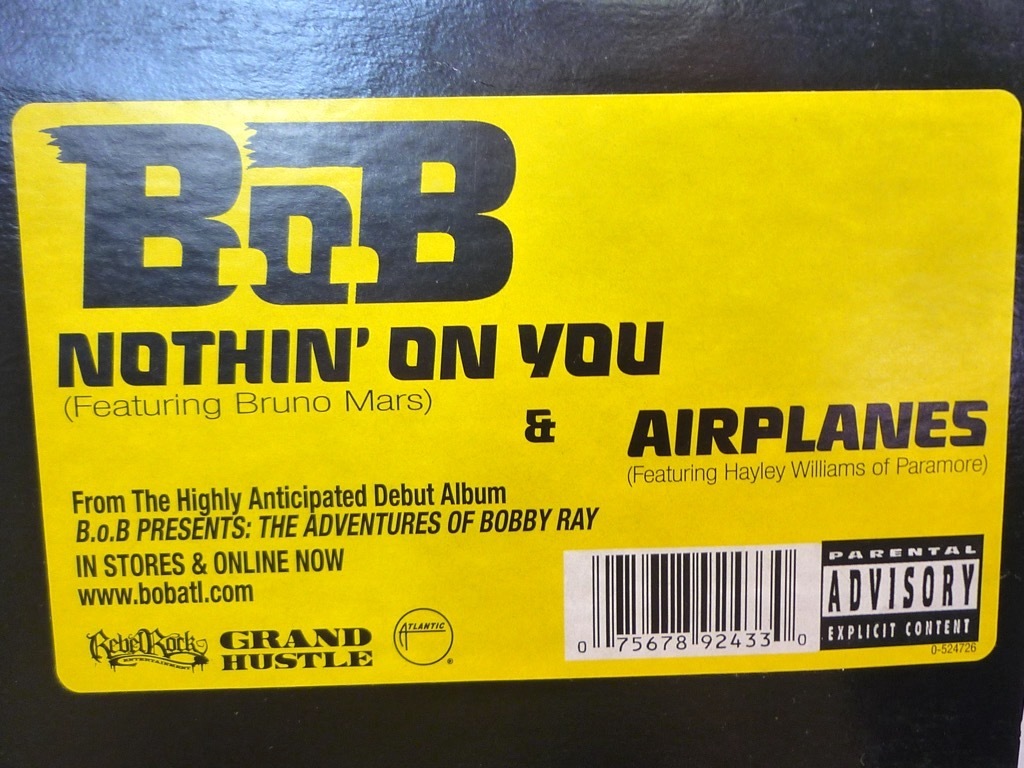 B.o.B
NOTHIN' ON YOU
(Featuring Bruno Mars)
& AIRPLANES
(Featuring Hayley Williams of Paramore)
From The Highly Anticipated Debut Album
B.o.B PRESENTS: THE ADVENTURES OF BOBBY RAY
IN STORES & ONLINE NOW
www.bobatl.com
RebelRock
ENTERTAINMENT
GRAND
HUSTLE
ATLANTIC
®
0 75678 92433 0
PARENTAL
ADVISORY
EXPLICIT CONTENT
0-524726